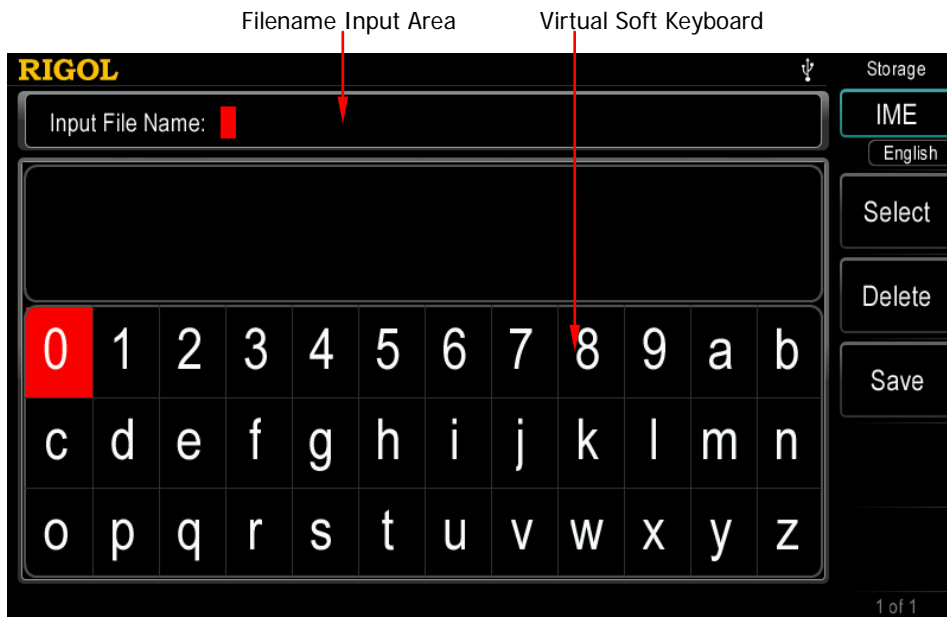 Filename Input Area Virtual Soft Keyboard
RIGOL Storage
Input File Name: IME
English
Select
Delete
0 1 2 3 4 5 6 7 8 9 a b
Save
c d e f g h i j k l m n
o p q r s t u v w x y z
1 of 1